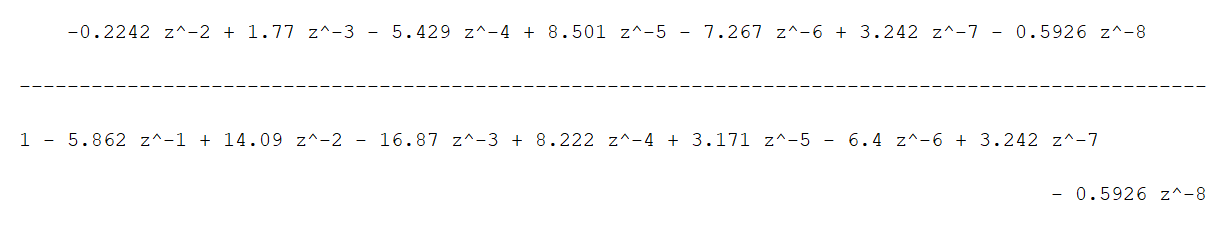 -0.2242 z^-2 + 1.77 z^-3 - 5.429 z^-4 + 8.501 z^-5 - 7.267 z^-6 + 3.242 z^-7 - 0.5926 z^-8
---------------------------------------------------------------------------------------------------
1 - 5.862 z^-1 + 14.09 z^-2 - 16.87 z^-3 + 8.222 z^-4 + 3.171 z^-5 - 6.4 z^-6 + 3.242 z^-7
- 0.5926 z^-8